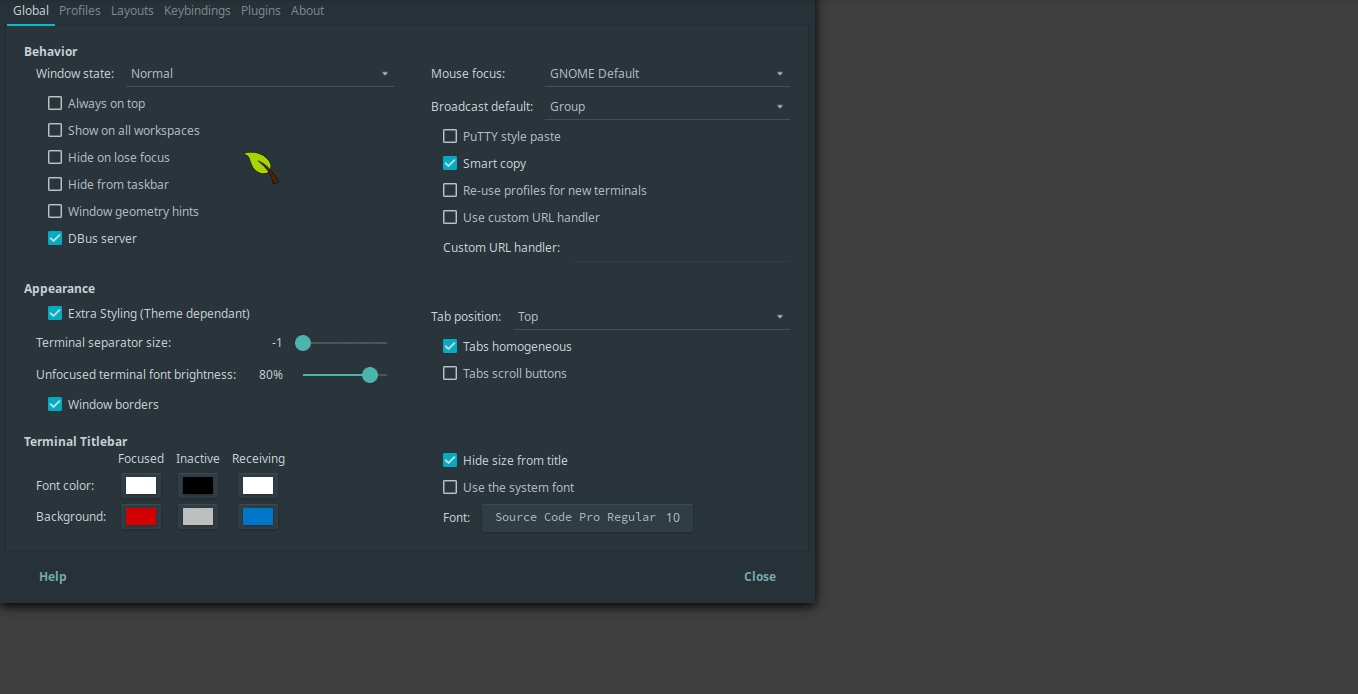 Global Profiles Layouts Keybindings Plugins About
Behavior
Window state: Normal
Always on top
Show on all workspaces
Hide on lose focus
Hide from taskbar
Window geometry hints
DBus server
Mouse focus: GNOME Default
Broadcast default: Group
PuTTY style paste
Smart copy
Re-use profiles for new terminals
Use custom URL handler
Custom URL handler:
Appearance
Extra Styling (Theme dependant)
Terminal separator size: -1
Unfocused terminal font brightness: 80%
Window borders
Tab position: Top
Tabs homogeneous
Tabs scroll buttons
Terminal Titlebar
Focused Inactive Receiving
Font color:
Background:
Hide size from title
Use the system font
Font: Source Code Pro Regular 10
Help Close